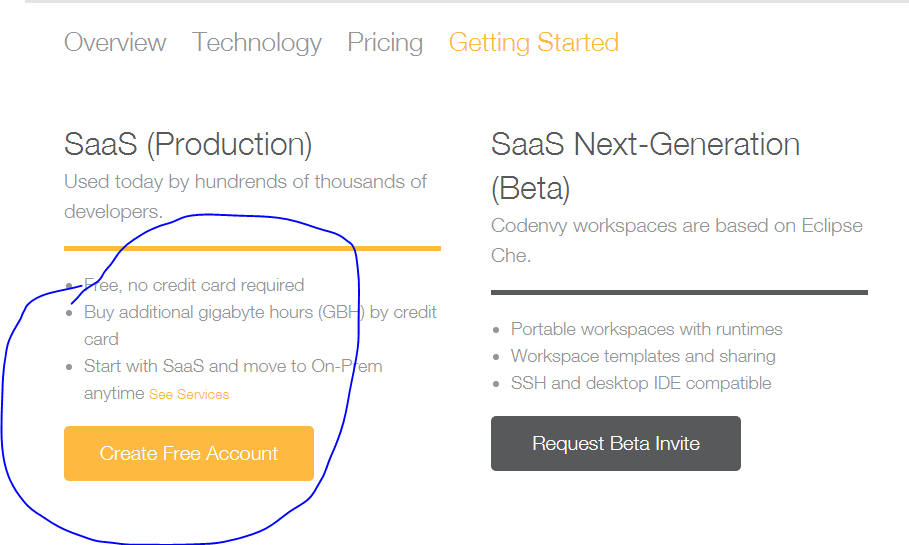 Overview Technology Pricing Getting Started
SaaS (Production)
Used today by hundrends of thousands of
developers.
Free, no credit card required
Buy additional gigabyte hours (GBH) by credit
card
Start with SaaS and move to On-Prem
anytime See Services
Create Free Account
SaaS Next-Generation
(Beta)
Codenvy workspaces are based on Eclipse
Che.
Portable workspaces with runtimes
Workspace templates and sharing
SSH and desktop IDE compatible
Request Beta Invite